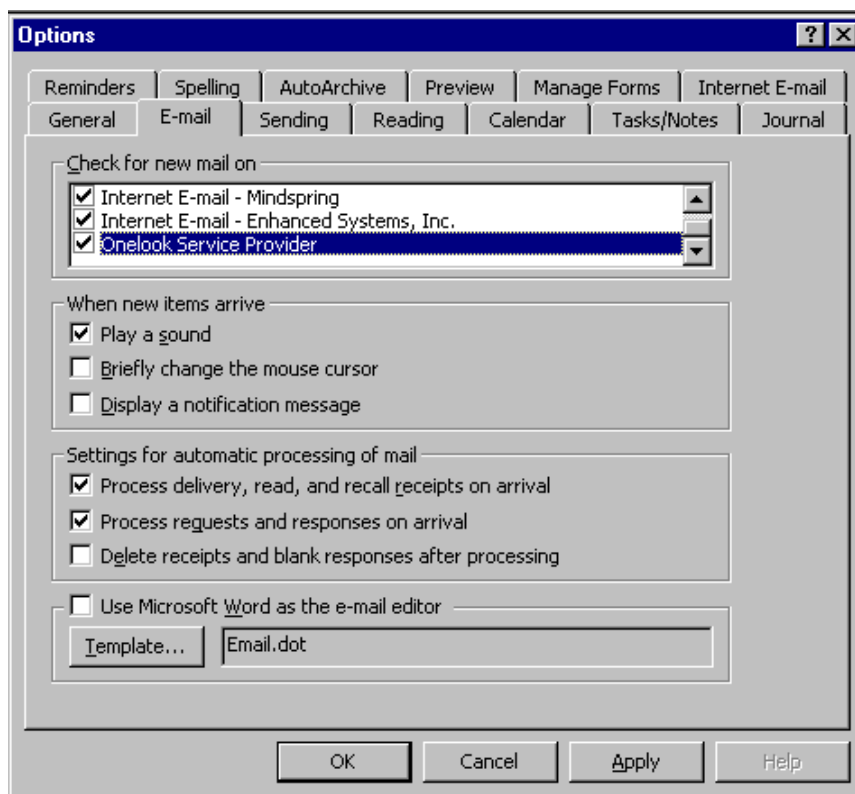 Options
Reminders Spelling AutoArchive Preview Manage Forms Internet E-mail
General E-mail Sending Reading Calendar Tasks/Notes Journal
Check for new mail on
Internet E-mail - Mindspring
Internet E-mail - Enhanced Systems, Inc.
Onelook Service Provider
When new items arrive
Play a sound
Briefly change the mouse cursor
Display a notification message
Settings for automatic processing of mail
Process delivery, read, and recall receipts on arrival
Process requests and responses on arrival
Delete receipts and blank responses after processing
Use Microsoft Word as the e-mail editor
Template... Email.dot
OK Cancel Apply Help